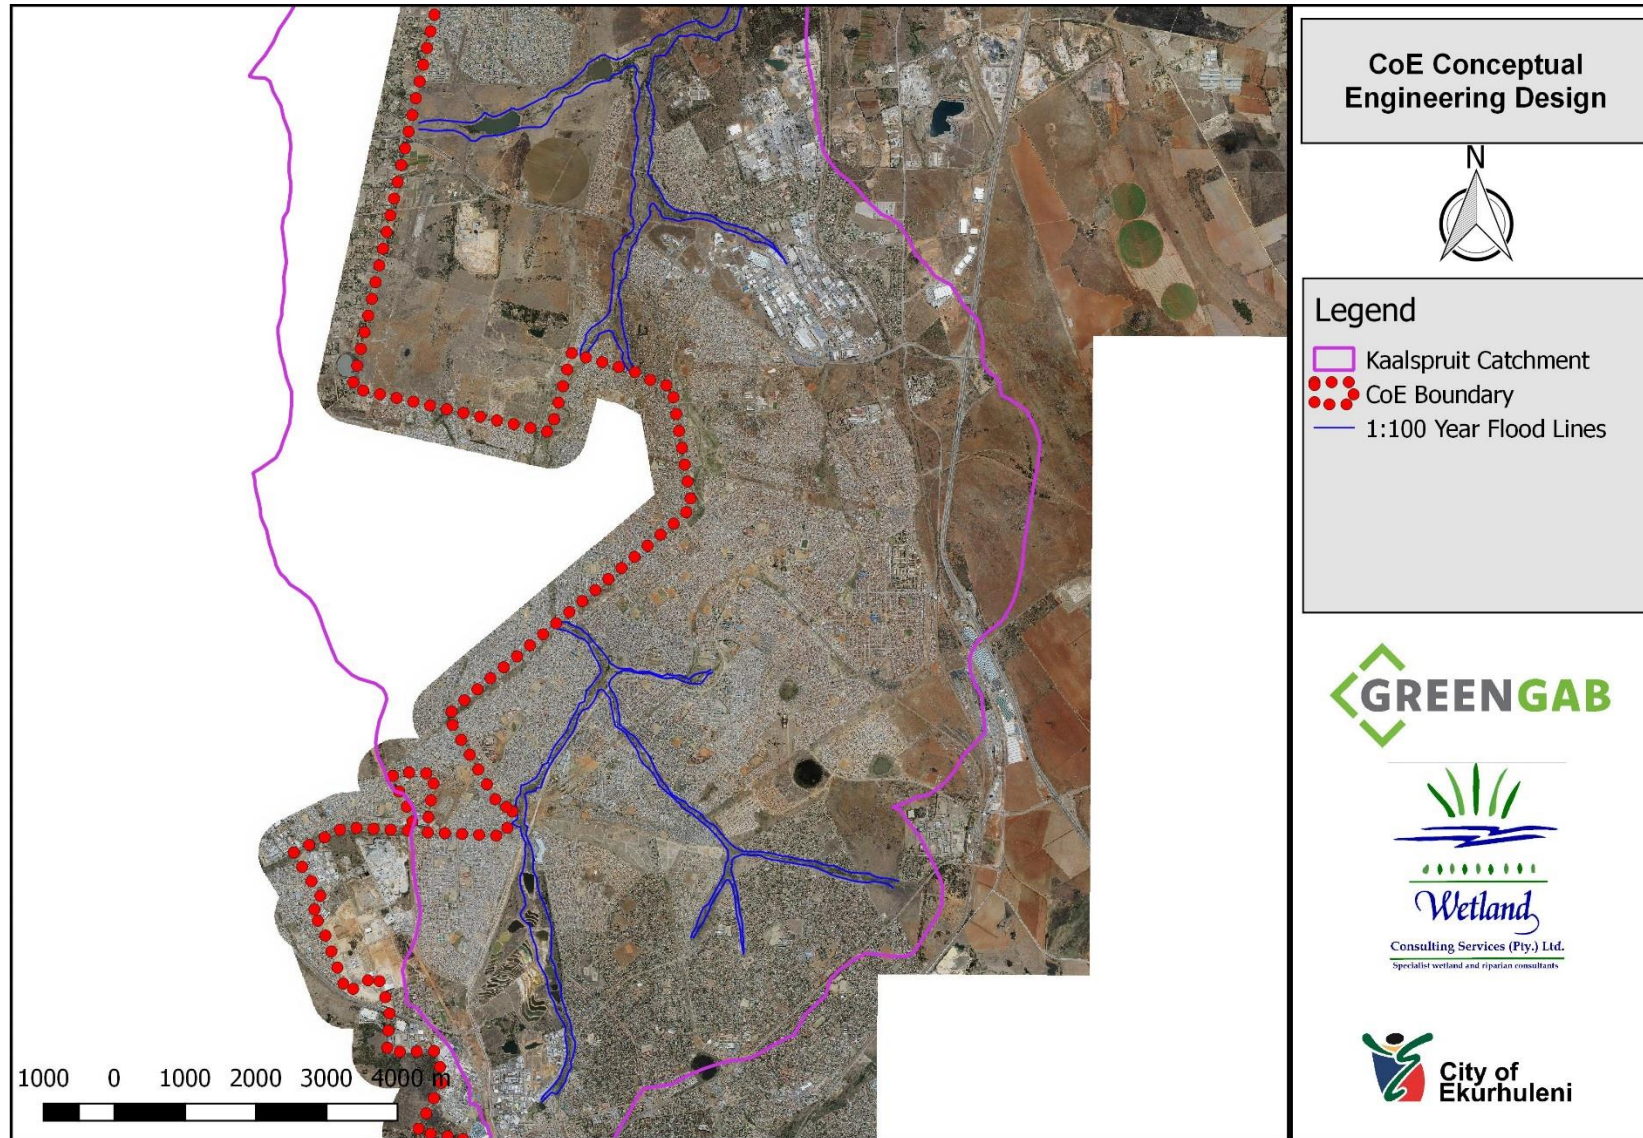 CoE Conceptual
Engineering Design
N
Legend
Kaalspruit Catchment
CoE Boundary
1:100 Year Flood Lines
GREENGAB
Wetland
Consulting Services (Pty.) Ltd.
Specialist wetland and riparian consultants
City of
Ekurhuleni
1000 0 1000 2000 3000 4000 m